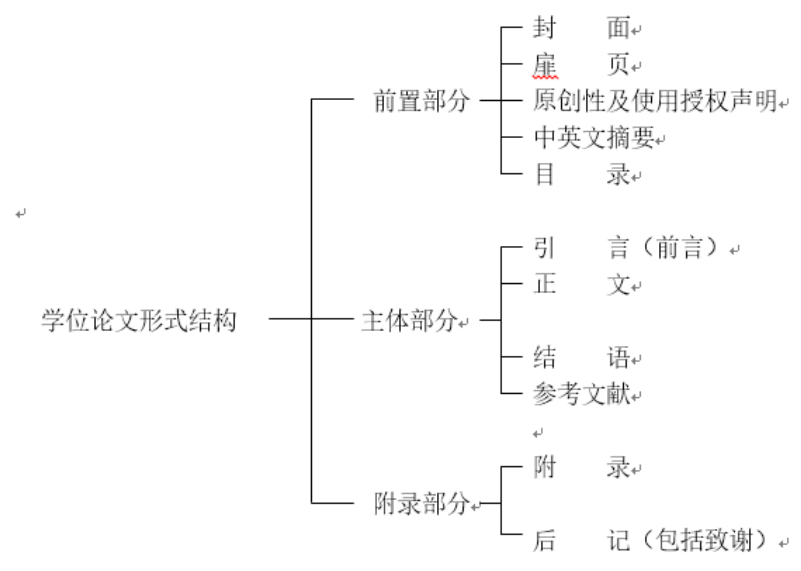 封 面
扉 页
前置部分 原创性及使用授权声明
中英文摘要
目 录
引 言（前言）
正 文
学位论文形式结构 主体部分
结 语
参考文献
附 录
附录部分
后 记（包括致谢）